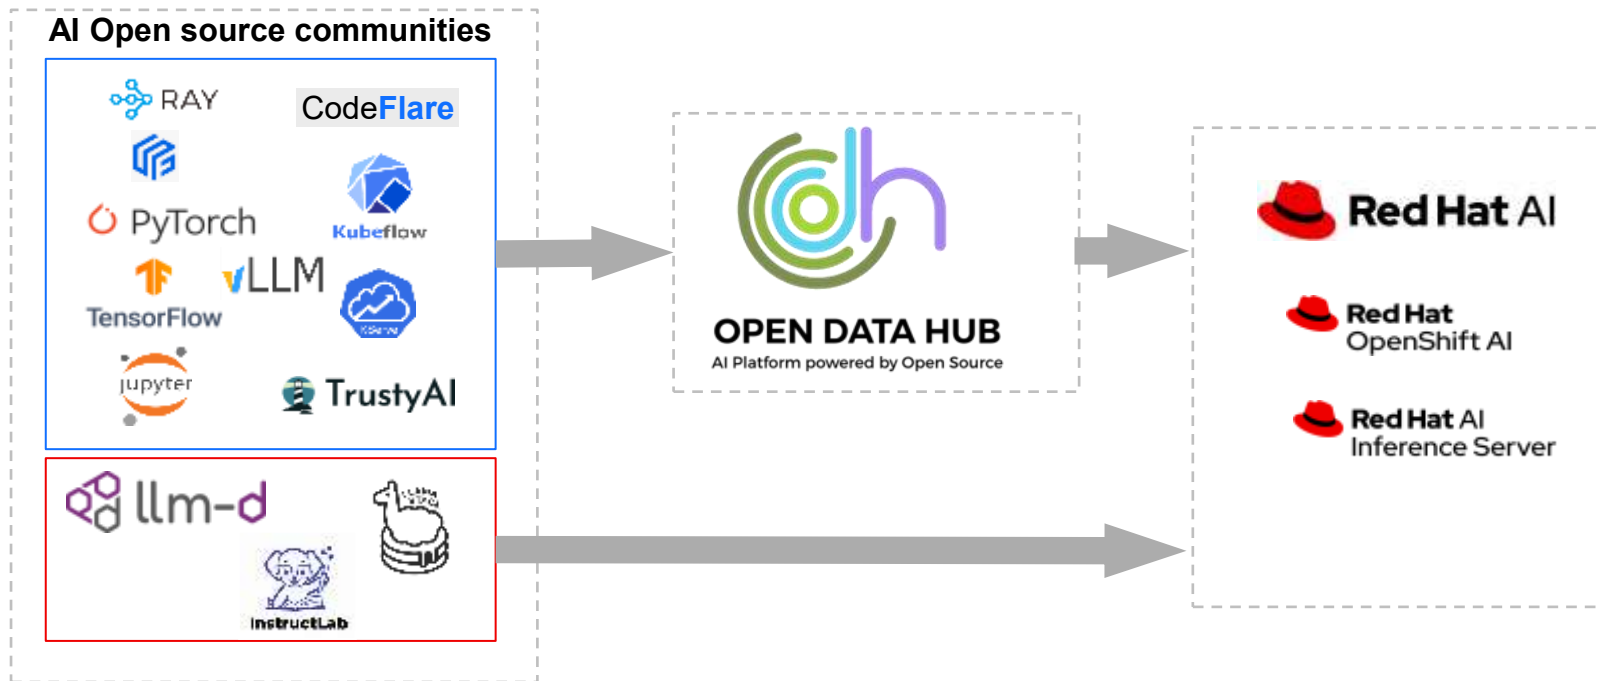 AI Open source communities
RAY
CodeFlare
PyTorch
Kubeflow
TensorFlow
vLLM
KServe
jupyter
TrustyAI
llm-d
InstructLab
OPEN DATA HUB
AI Platform powered by Open Source
Red Hat AI
Red Hat
OpenShift AI
Red Hat AI
Inference Server